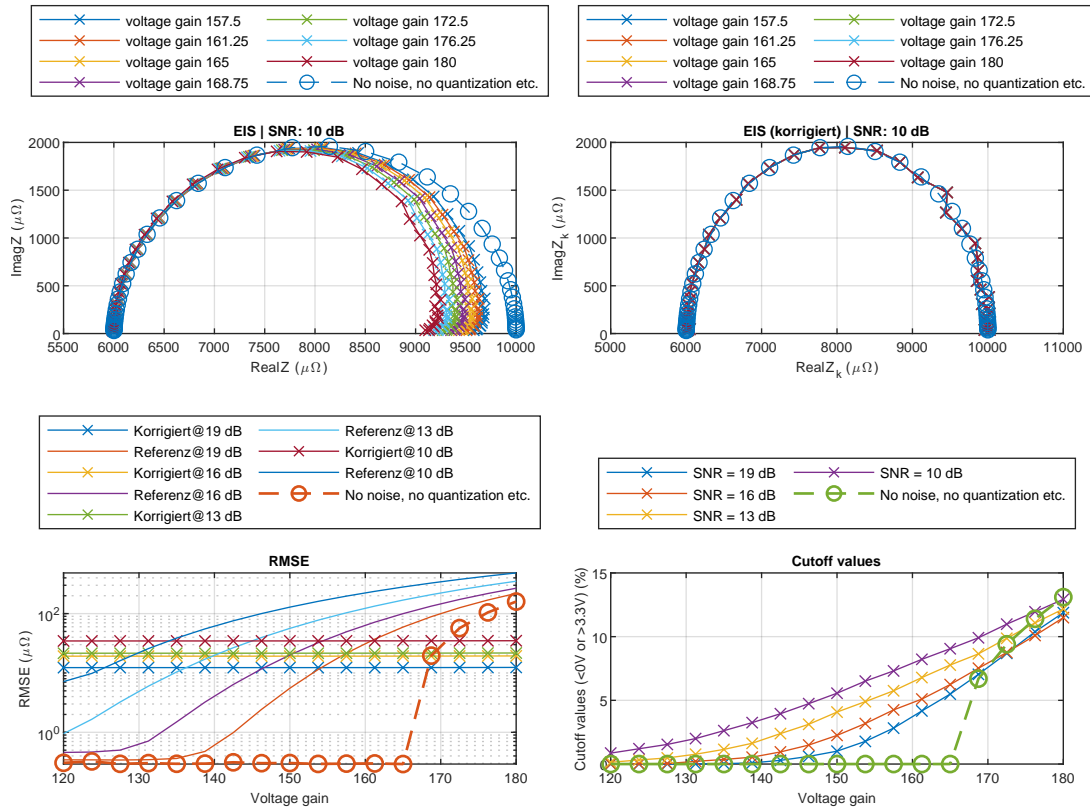 voltage gain 157.5
voltage gain 172.5
voltage gain 161.25
voltage gain 176.25
voltage gain 165
voltage gain 180
voltage gain 168.75
No noise, no quantization etc.
EIS | SNR: 10 dB
2000
1500
1000
500
0
ImagZ (μΩ)
5500 6000 6500 7000 7500 8000 8500 9000 9500 10000
RealZ (μΩ)
voltage gain 157.5
voltage gain 172.5
voltage gain 161.25
voltage gain 176.25
voltage gain 165
voltage gain 180
voltage gain 168.75
No noise, no quantization etc.
EIS (korrigiert) | SNR: 10 dB
2000
1500
1000
500
0
ImagZk (μΩ)
5000 6000 7000 8000 9000 10000 11000
RealZk (μΩ)
Korrigiert@19 dB
Referenz@13 dB
Referenz@19 dB
Korrigiert@10 dB
Korrigiert@16 dB
Referenz@10 dB
Referenz@16 dB
No noise, no quantization etc.
Korrigiert@13 dB
RMSE
10²
10⁰
RMSE (μΩ)
120 130 140 150 160 170 180
Voltage gain
SNR = 19 dB
SNR = 10 dB
SNR = 16 dB
No noise, no quantization etc.
SNR = 13 dB
Cutoff values
15
10
5
0
Cutoff values (<0V or >3.3V) (%)
120 130 140 150 160 170 180
Voltage gain